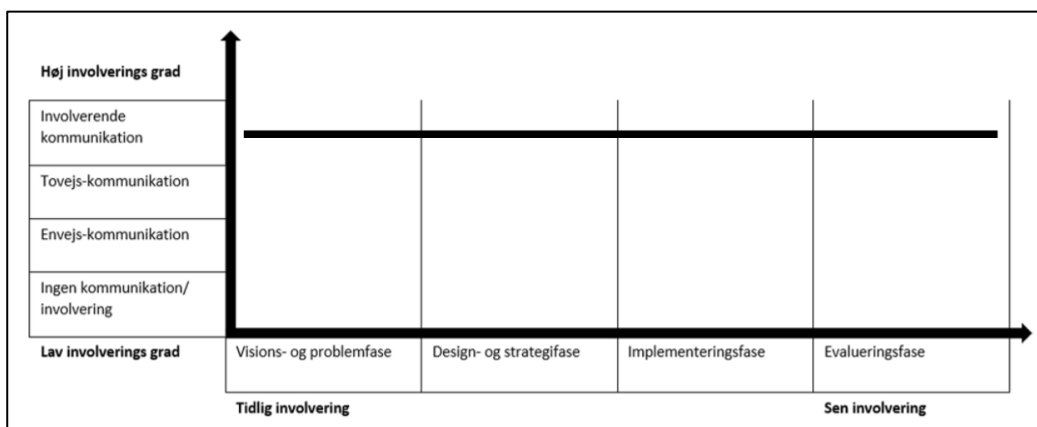 Høj involverings grad
Involverende
kommunikation
Tovejs-kommunikation
Envejs-kommunikation
Ingen kommunikation/
involvering
Lav involverings grad
Visions- og problemfase
Design- og strategifase
Implementeringsfase
Evalueringsfase
Tidlig involvering
Sen involvering